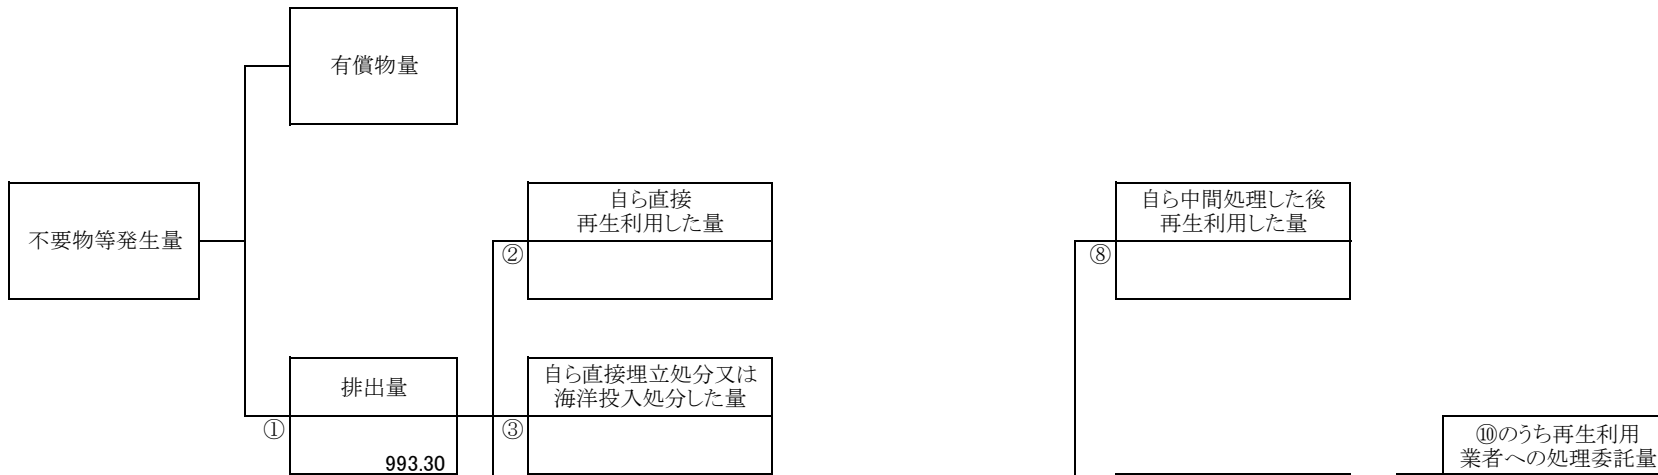 有償物量
不要物等発生量
自ら直接
再生利用した量
②
自ら中間処理した後
再生利用した量
⑧
排出量
①
993.30
自ら直接埋立処分又は
海洋投入処分した量
③
⑩のうち再生利用
業者への処理委託量